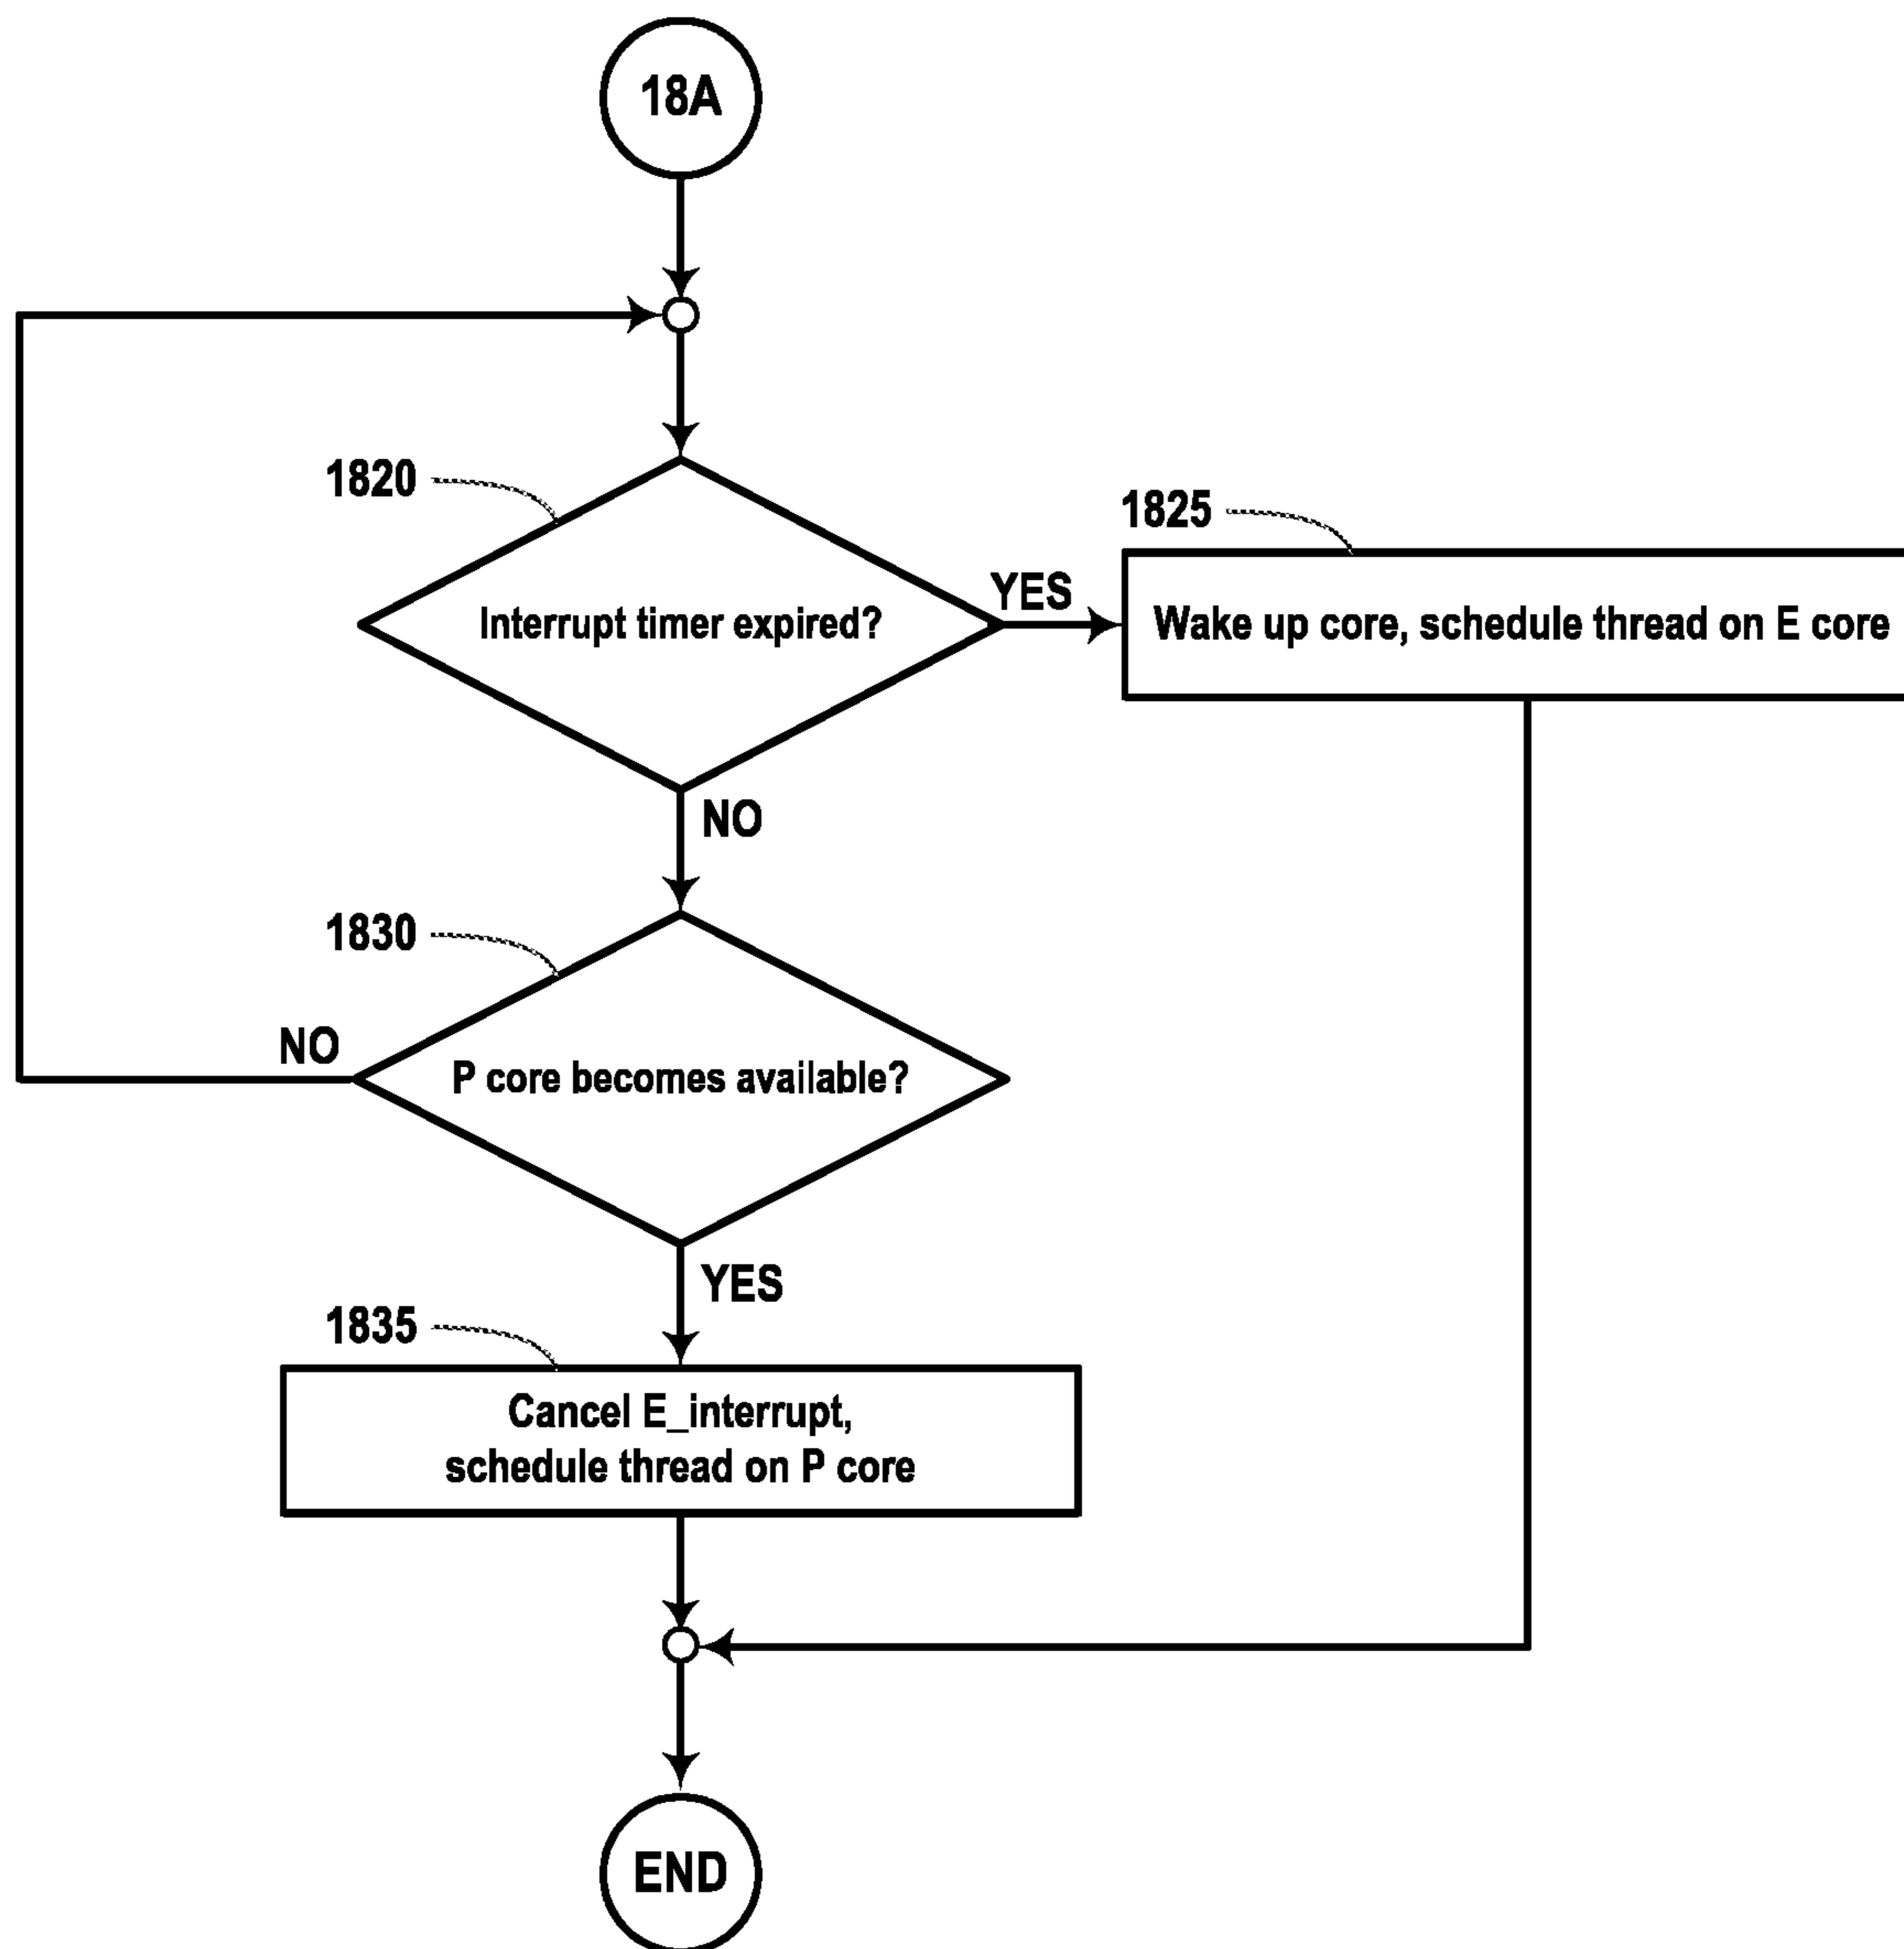 18A
1820
Interrupt timer expired?
YES
1825
Wake up core, schedule thread on E core
NO
1830
P core becomes available?
NO
YES
1835
Cancel E_interrupt,
schedule thread on P core
END